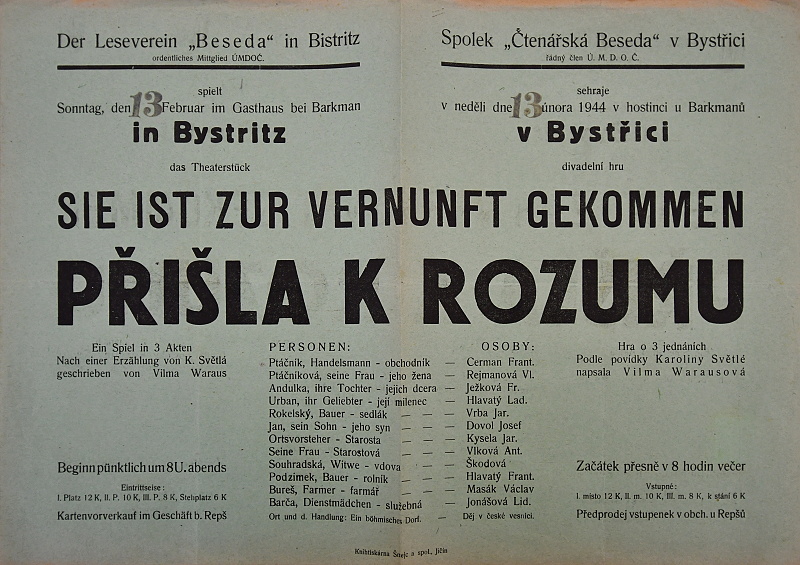 Der Leseverein „Beseda“ in Bistritz
ordentliches Mittglied ÚMDOČ.
spielt
Sonntag, den 13 Februar im Gasthaus bei Barkman
in Bystritz
das Theaterstück
Spolek „Čtenářská Beseda“ v Bystřici
řádný člen Ú. M. D. O. Č.
sehraje
v neděli dne 13 února 1944 v hostinci u Barkmanů
v Bystřici
divadelní hru
SIE IST ZUR VERNUNFT GEKOMMEN
PŘIŠLA K ROZUMU
Ein Spiel in 3 Akten
Nach einer Erzählung von K. Světlá
geschrieben von Vilma Waraus
Beginn pünktlich um 8 U. abends
Eintrittseise :
I. Platz 12 K, II. P. 10 K, III. P. 8 K, Stehplatz 6 K
Kartenvorverkauf im Geschäft b. Repš
PERSONEN: OSOBY:
Ptáčník, Handelsmann - obchodník — Cerman Frant.
Ptáčníková, seine Frau - jeho žena — Rejmanová Vl.
Andulka, ihre Tochter - jejich dcera — Ježková Fr.
Urban, ihr Geliebter - její milenec — Hlavatý Lad.
Rokelský, Bauer - sedlák — — — Vrba Jar.
Jan, sein Sohn - jeho syn — — — Dovol Josef
Ortsvorsteher - Starosta — — — Kysela Jar.
Seine Frau - Starostová — — — Vlková Ant.
Souhradská, Witwe - vdova — — Škodová
Podzimek, Bauer - rolník — — — Hlavatý Frant.
Bureš, Farmer - farmář — — — Masák Václav
Barča, Dienstmädchen - služebná — Jonášová Lid.
Ort und d. Handlung: Ein böhmisches Dorf. — Děj v české vesnici.
Hra o 3 jednáních
Podle povídky Karoliny Světlé
napsala Vilma Warausová
Začátek přesně v 8 hodin večer
Vstupné :
I. místo 12 K, II. m. 10 K, III. m. 8 K, k stání 6 K
Předprodej vstupenek v obch. u Repšů
Knihtiskárna Šnejc a spol., Jičín